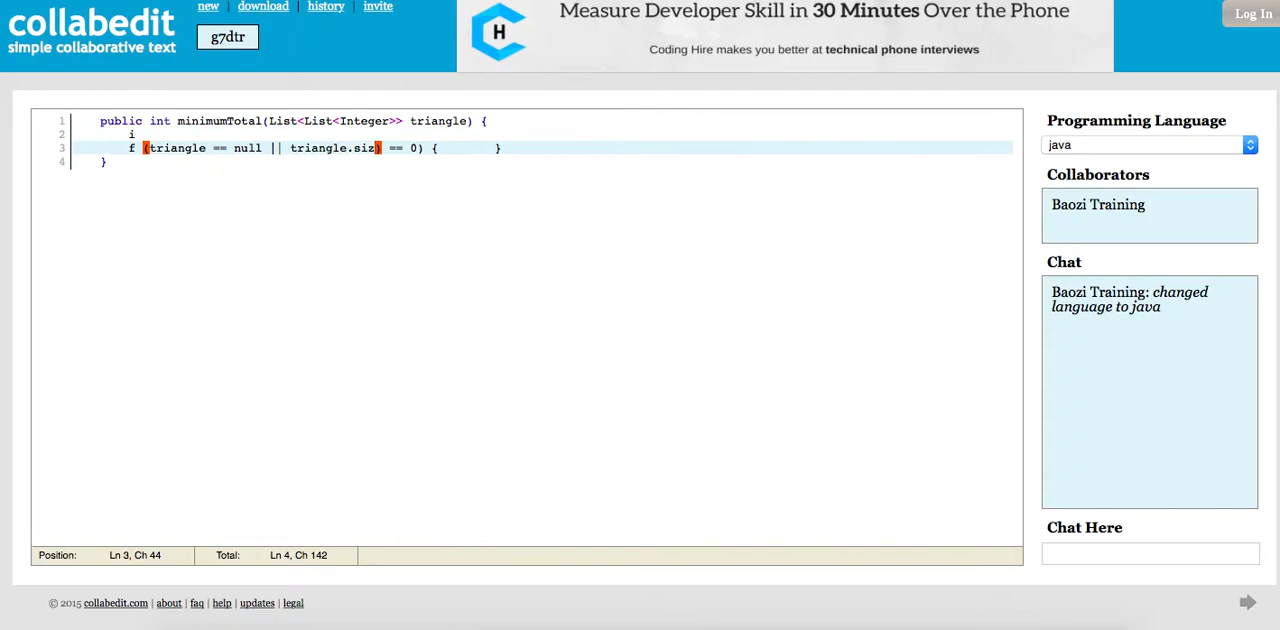 collabedit
simple collaborative text
new | download | history | invite
g7dtr
H
Measure Developer Skill in 30 Minutes Over the Phone
Coding Hire makes you better at technical phone interviews
Log In
1 public int minimumTotal(List<List<Integer>> triangle) {
2 i
3 f (triangle == null || triangle.siz) == 0) { }
4 }
Position: Ln 3, Ch 44 Total: Ln 4, Ch 142
Programming Language
java
Collaborators
Baozi Training
Chat
Baozi Training: changed
language to java
Chat Here
© 2015 collabedit.com | about | faq | help | updates | legal